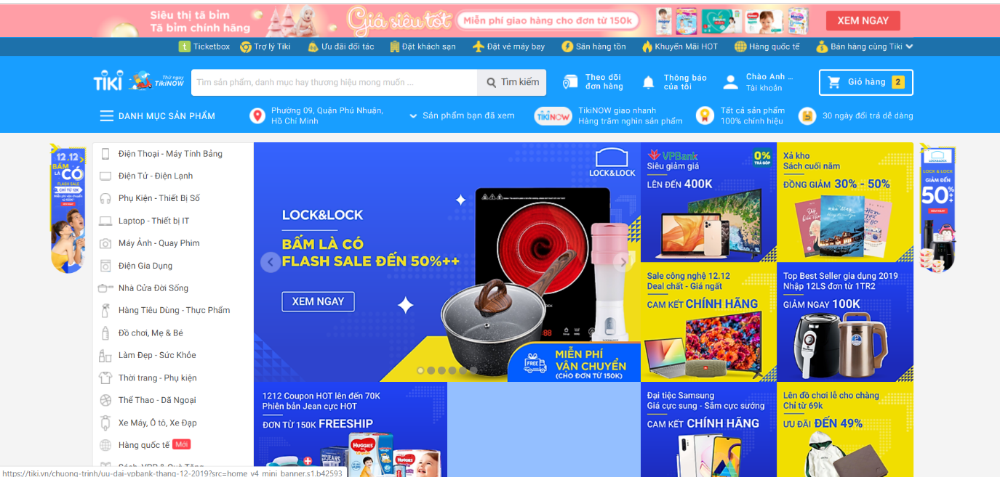 Siêu thị tã bỉm
Tã bỉm chính hãng
Giá siêu tốt
Miễn phí giao hàng cho đơn từ 150k
XEM NGAY
Ticketbox
Trợ lý Tiki
Ưu đãi đối tác
Đặt khách sạn
Đặt vé máy bay
Săn hàng tồn
Khuyến Mãi HOT
Hàng quốc tế
Bán hàng cùng Tiki
TIKI
Thử ngay
TikiNOW
Tìm sản phẩm, danh mục hay thương hiệu mong muốn ...
Tìm kiếm
Theo dõi
đơn hàng
Thông báo
của tôi
Chào Anh ...
Tài khoản
Giỏ hàng 2
DANH MỤC SẢN PHẨM
Phường 09, Quận Phú Nhuận,
Hồ Chí Minh
Sản phẩm bạn đã xem
TIKINOW
TikiNOW giao nhanh
Hàng trăm nghìn sản phẩm
Tất cả sản phẩm
100% chính hiệu
30 ngày đổi trả dễ dàng
12.12
BẤM
LÀ CÓ
FLASH SALE
CHỈ TỪ 12K
Điện Thoại - Máy Tính Bảng
Điện Tử - Điện Lạnh
Phụ Kiện - Thiết Bị Số
Laptop - Thiết bị IT
Máy Ảnh - Quay Phim
Điện Gia Dụng
Nhà Cửa Đời Sống
Hàng Tiêu Dùng - Thực Phẩm
Đồ chơi, Mẹ & Bé
Làm Đẹp - Sức Khỏe
Thời trang - Phụ kiện
Thể Thao - Dã Ngoại
Xe Máy, Ô tô, Xe Đạp
Hàng quốc tế Mới
Sách, VPP & Quà Tặng
LOCK&LOCK
LOCK&LOCK
BẤM LÀ CÓ
FLASH SALE ĐẾN 50%++
XEM NGAY
FREE
MIỄN PHÍ
VẬN CHUYỂN
(CHO ĐƠN TỪ 150K)
VPBank
0%
TRẢ GÓP
Siêu giảm giá
LÊN ĐẾN 400K
Xả kho
Sách cuối năm
ĐỒNG GIẢM 30% - 50%
Sale công nghệ 12.12
Deal chất - Giá ngất
CAM KẾT CHÍNH HÃNG
Top Best Seller gia dụng 2019
Nhập 12LS đơn từ 1TR2
GIẢM NGAY 100K
LOCK & LOCK
GIẢM ĐẾN
50%++
1212 Coupon HOT lên đến 70K
Phiên bản Jean cực HOT
ĐƠN TỪ 150K FREESHIP
JEANS
HUGGIES
HUGGIES
Đại tiệc Samsung
Giá cực sung - Sắm cực sướng
CAM KẾT CHÍNH HÃNG
Lên đồ chơi lễ cho chàng
Chỉ từ 69k
ƯU ĐÃI ĐẾN 49%
https://tiki.vn/chuong-trinh/uu-dai-vpbank-thang-12-2019?src=home_v4_mini_banner.s1.b42593